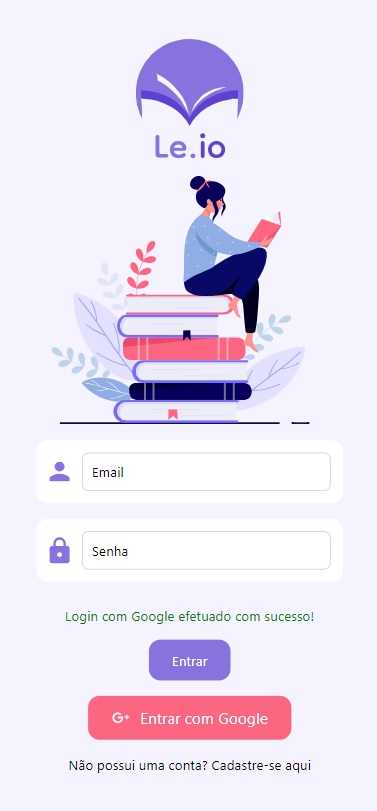 Le.io
Email
Senha
Login com Google efetuado com sucesso!
Entrar
G+ Entrar com Google
Não possui uma conta? Cadastre-se aqui